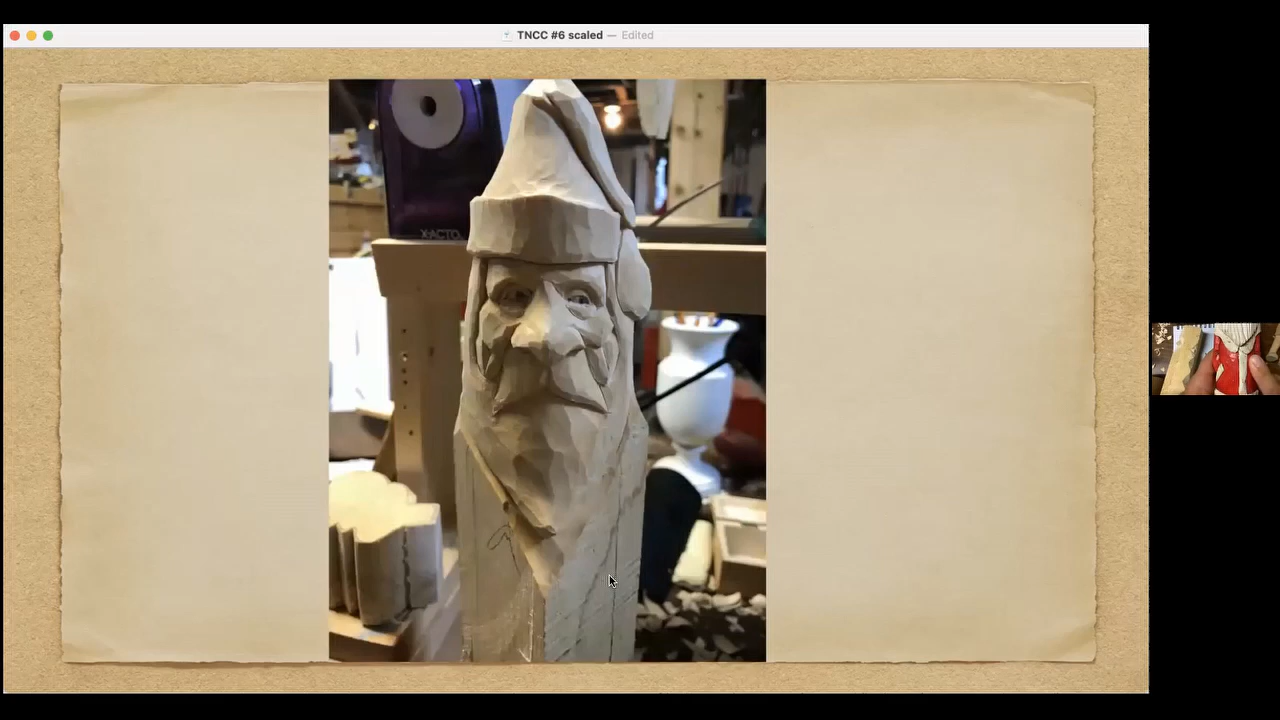 TNCC #6 scaled — Edited
X-ACTO